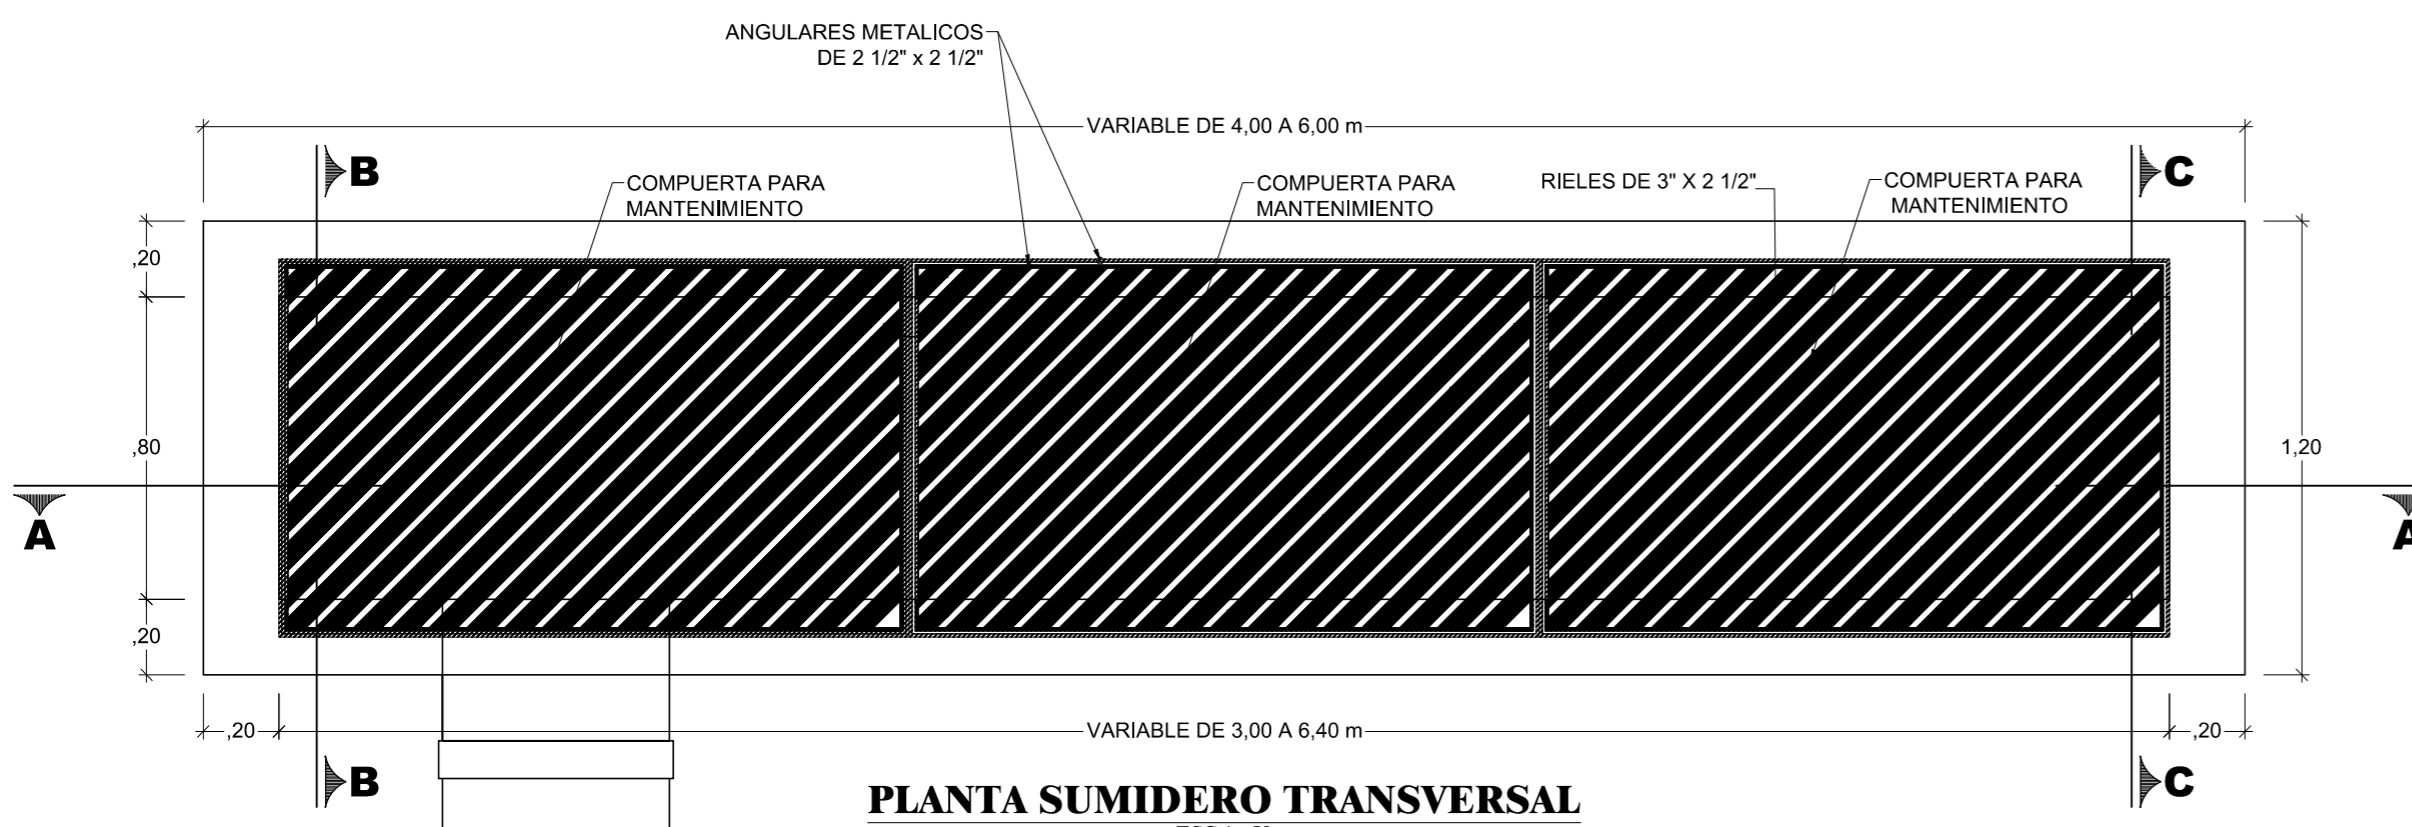 ANGULARES METALICOS
DE 2 1/2" x 2 1/2"
VARIABLE DE 4,00 A 6,00 m
B
C
COMPUERTA PARA
MANTENIMIENTO
COMPUERTA PARA
MANTENIMIENTO
RIELES DE 3" X 2 1/2"
COMPUERTA PARA
MANTENIMIENTO
,20
,80
1,20
A
A
,20
,20
VARIABLE DE 3,00 A 6,40 m
,20
B
C
PLANTA SUMIDERO TRANSVERSAL